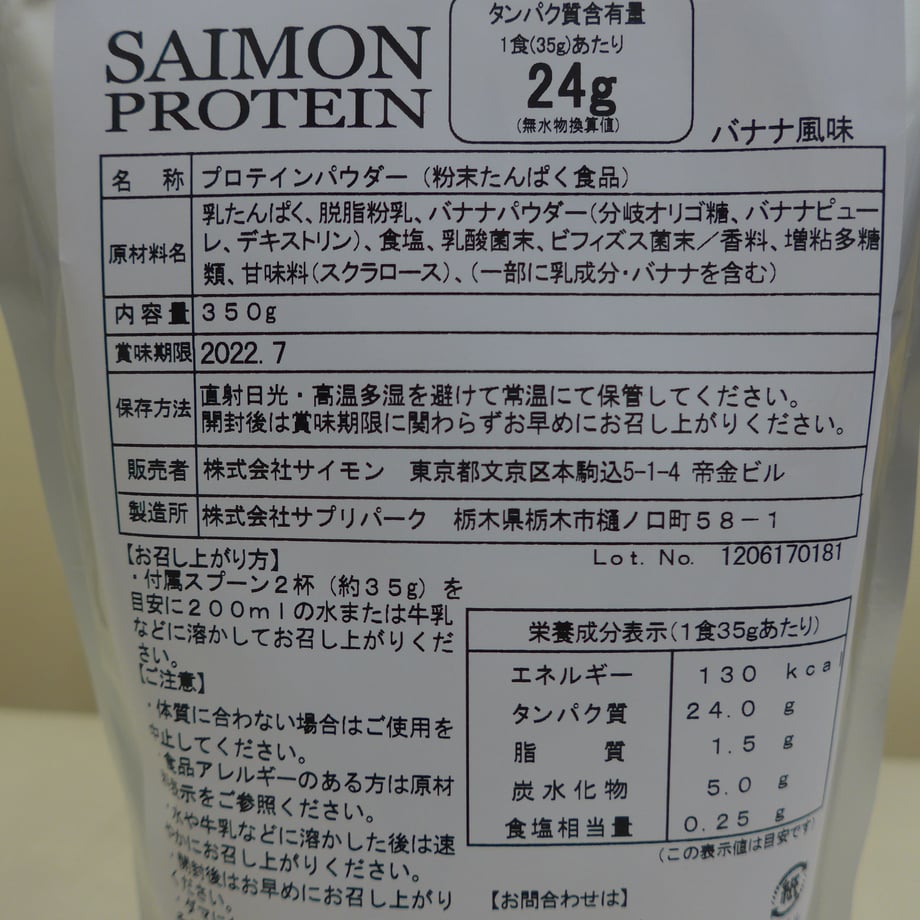 SAIMON
PROTEIN
タンパク質含有量
1食(35g)あたり
24g
(無水物換算値)
バナナ風味
名 称 プロテインパウダー（粉末たんぱく食品）
原材料名 乳たんぱく、脱脂粉乳、バナナパウダー（分岐オリゴ糖、バナナピュー
レ、デキストリン）、食塩、乳酸菌末、ビフィズス菌末／香料、増粘多糖
類、甘味料（スクラロース）、（一部に乳成分・バナナを含む）
内容量 350g
賞味期限 2022.7
保存方法 直射日光・高温多湿を避けて常温にて保管してください。
開封後は賞味期限に関わらずお早めにお召し上がりください。
販売者 株式会社サイモン 東京都文京区本駒込5-1-4 帝金ビル
製造所 株式会社サプリパーク 栃木県栃木市樋ノ口町５８－１
Lot. No. 1206170181
【お召し上がり方】
・付属スプーン２杯（約３５g）を
目安に２００mlの水または牛乳
などに溶かしてお召し上がりくだ
さい。
【ご注意】
・体質に合わない場合はご使用を
中止してください。
食品アレルギーのある方は原材
表示をご参照ください。
・水や牛乳などに溶かした後は速
やかにお召し上がりください。
・開封後はお早めにお召し上がり
ください。
栄養成分表示(1食35gあたり)
エネルギー 130 kcal
タンパク質 24.0 g
脂 質 1.5 g
炭水化物 5.0 g
食塩相当量 0.25 g
(この表示値は目安です)
【お問合わせは】
紙